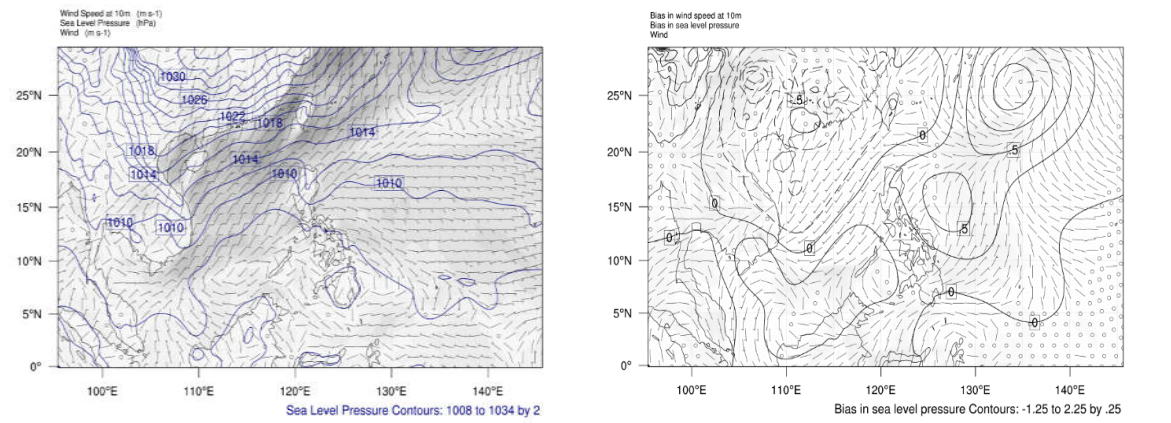 Wind Speed at 10m (m s-1)
Sea Level Pressure (hPa)
Wind (m s-1)
25°N
20°N
15°N
10°N
5°N
0°
1030
1026
1022
1018
1018
1014
1014
1014
1010
1010
1010
1010
100°E 110°E 120°E 130°E 140°E
Sea Level Pressure Contours: 1008 to 1034 by 2
Bias in wind speed at 10m
Bias in sea level pressure
Wind
25°N
20°N
15°N
10°N
5°N
0°
.5
0
.5
0
.5
0
0
0
0
100°E 110°E 120°E 130°E 140°E
Bias in sea level pressure Contours: -1.25 to 2.25 by .25